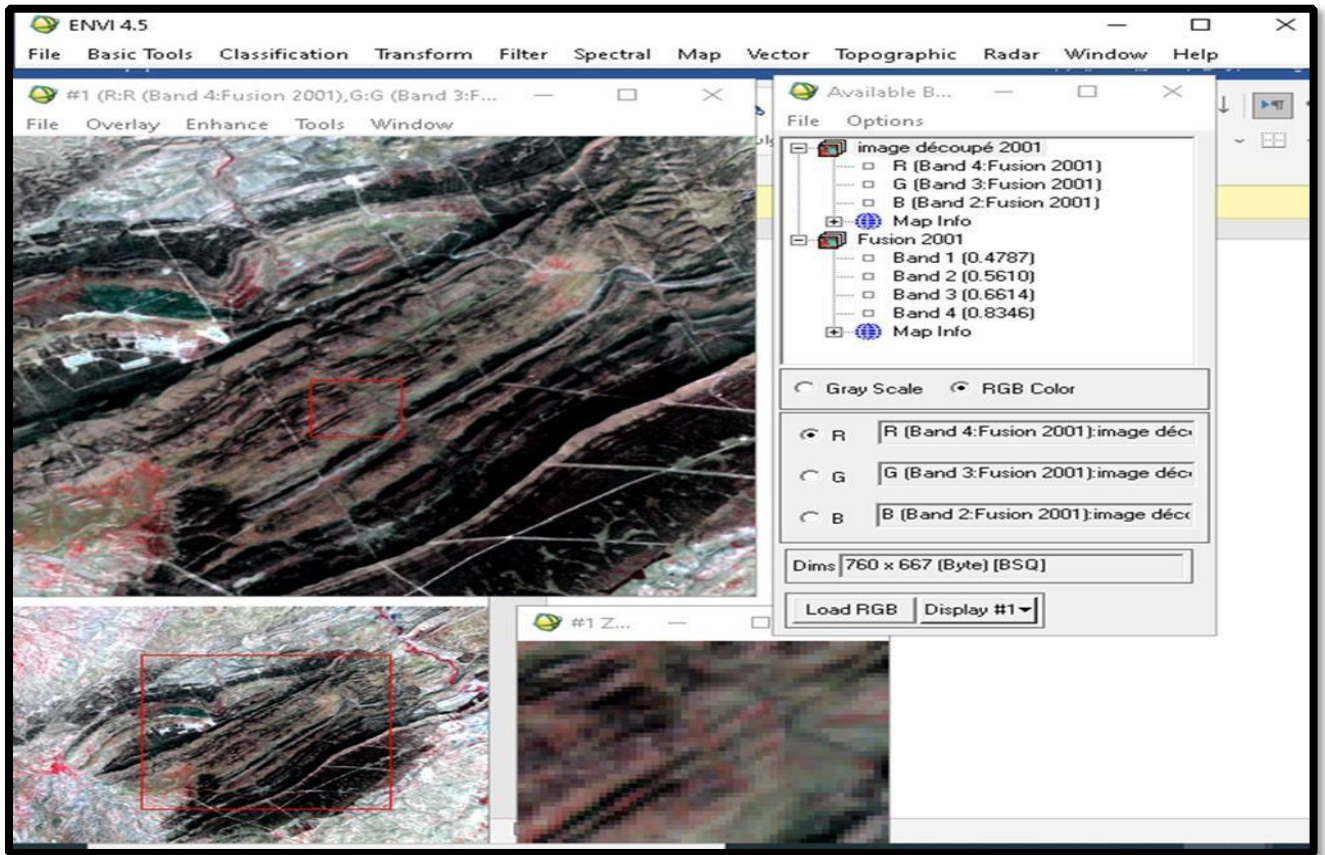 ENVI 4.5
File Basic Tools Classification Transform Filter Spectral Map Vector Topographic Radar Window Help
#1 (R:R (Band 4:Fusion 2001),G:G (Band 3:F...
File Overlay Enhance Tools Window
Available B...
File Options
image découpé 2001
R (Band 4:Fusion 2001)
G (Band 3:Fusion 2001)
B (Band 2:Fusion 2001)
Map Info
Fusion 2001
Band 1 (0.4787)
Band 2 (0.5610)
Band 3 (0.6614)
Band 4 (0.8346)
Map Info
Gray Scale RGB Color
R R (Band 4:Fusion 2001):image déc
G G (Band 3:Fusion 2001):image déc
B B (Band 2:Fusion 2001):image déc
Dims 760 x 667 (Byte) [BSQ]
Load RGB Display #1
#1 Z...